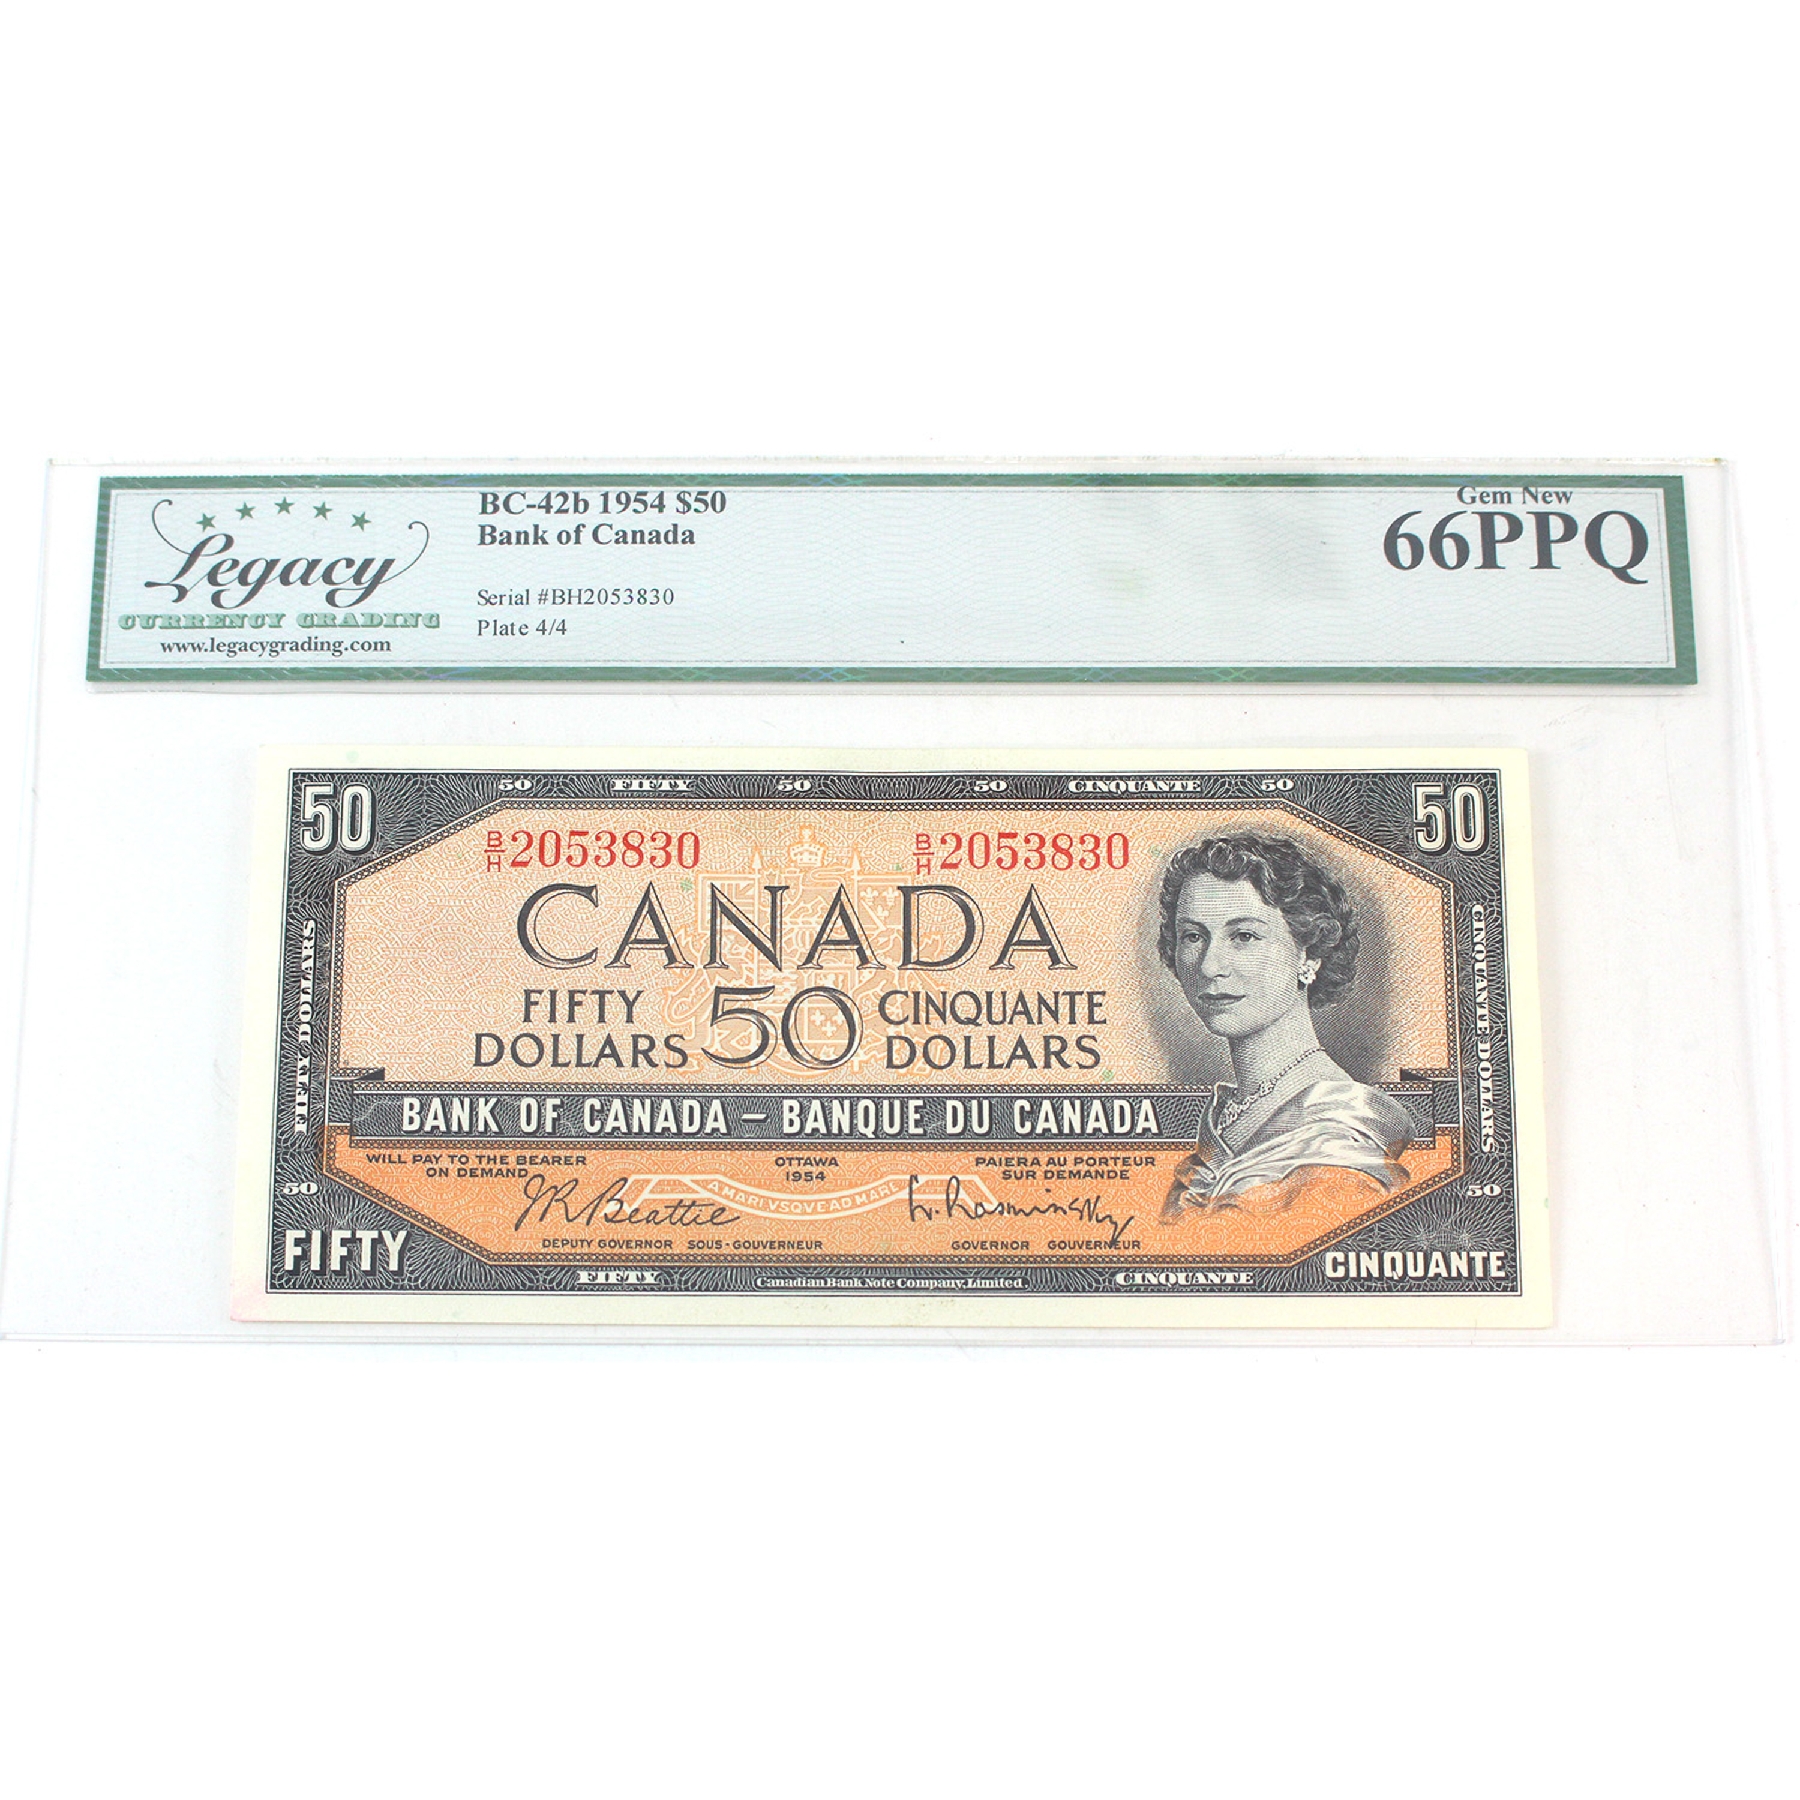 BC-42b 1954 $50
Bank of Canada
Gem New
66PPQ
Legacy
CURRENCY GRADING
www.legacygrading.com
Serial #BH2053830
Plate 4/4
50 FIFTY 50 50 CINQUANTE 50
50 50
B/H 2053830 B/H 2053830
CANADA
FIFTY DOLLARS 50 CINQUANTE DOLLARS
FIFTY DOLLARS
CINQUANTE DOLLARS
BANK OF CANADA – BANQUE DU CANADA
WILL PAY TO THE BEARER OTTAWA PAIERA AU PORTEUR
ON DEMAND 1954 SUR DEMANDE
A MARI VSQVE AD MARE
50 50
J R Beattie L. Rasminsky
DEPUTY GOVERNOR SOUS-GOUVERNEUR GOVERNOR GOUVERNEUR
FIFTY CINQUANTE
FIFTY Canadian Bank Note Company, Limited. CINQUANTE